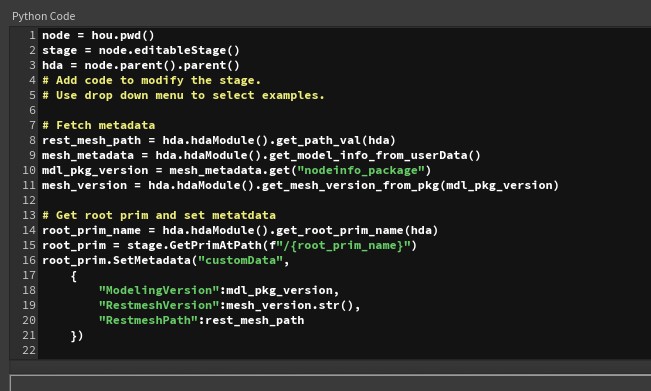 Python Code
1 node = hou.pwd()
2 stage = node.editableStage()
3 hda = node.parent().parent()
4 # Add code to modify the stage.
5 # Use drop down menu to select examples.
6
7 # Fetch metadata
8 rest_mesh_path = hda.hdaModule().get_path_val(hda)
9 mesh_metadata = hda.hdaModule().get_model_info_from_userData()
10 mdl_pkg_version = mesh_metadata.get("nodeinfo_package")
11 mesh_version = hda.hdaModule().get_mesh_version_from_pkg(mdl_pkg_version)
12
13 # Get root prim and set metatdata
14 root_prim_name = hda.hdaModule().get_root_prim_name(hda)
15 root_prim = stage.GetPrimAtPath(f"/{root_prim_name}")
16 root_prim.SetMetadata("customData",
17     {
18         "ModelingVersion":mdl_pkg_version,
19         "RestmeshVersion":mesh_version.str(),
20         "RestmeshPath":rest_mesh_path
21     })
22